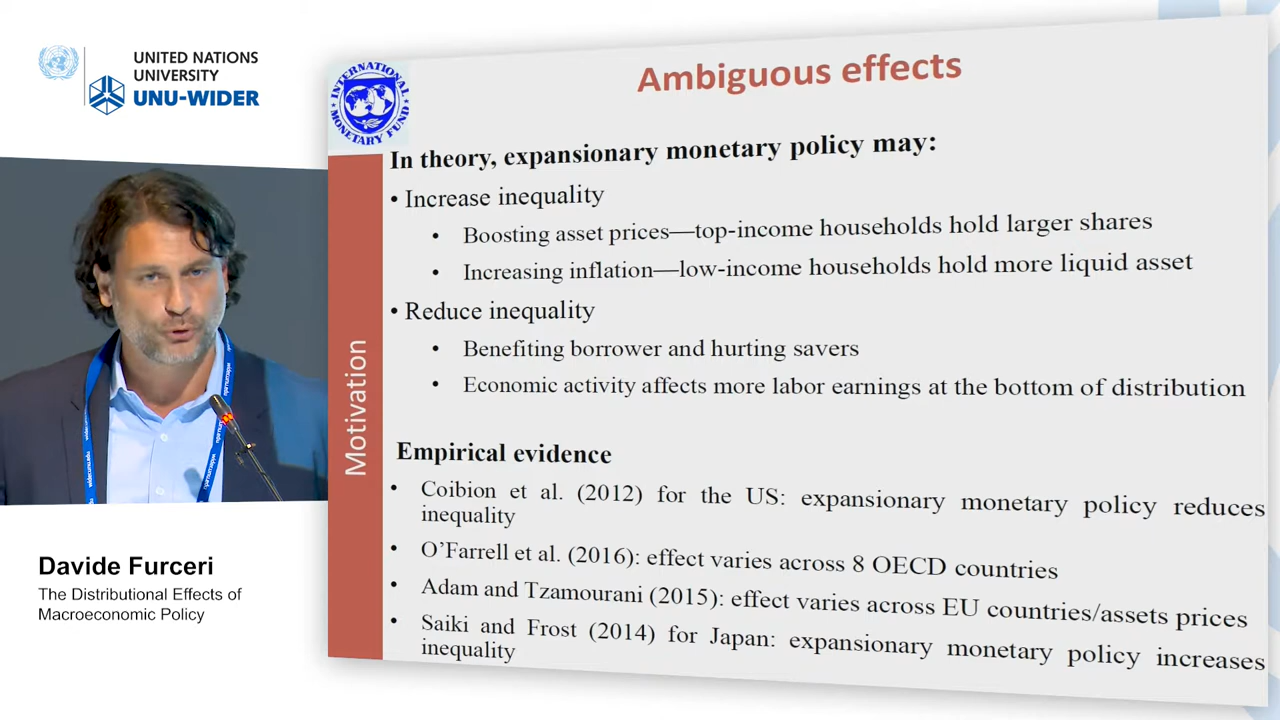 UNITED NATIONS
UNIVERSITY
UNU-WIDER
INTERNATIONAL MONETARY FUND
Ambiguous effects
In theory, expansionary monetary policy may:
• Increase inequality
• Boosting asset prices—top-income households hold larger shares
• Increasing inflation—low-income households hold more liquid asset
• Reduce inequality
• Benefiting borrower and hurting savers
• Economic activity affects more labor earnings at the bottom of distribution
Motivation
Empirical evidence
• Coibion et al. (2012) for the US: expansionary monetary policy reduces
inequality
• O'Farrell et al. (2016): effect varies across 8 OECD countries
• Adam and Tzamourani (2015): effect varies across EU countries/assets prices
• Saiki and Frost (2014) for Japan: expansionary monetary policy increases
inequality
Davide Furceri
The Distributional Effects of
Macroeconomic Policy